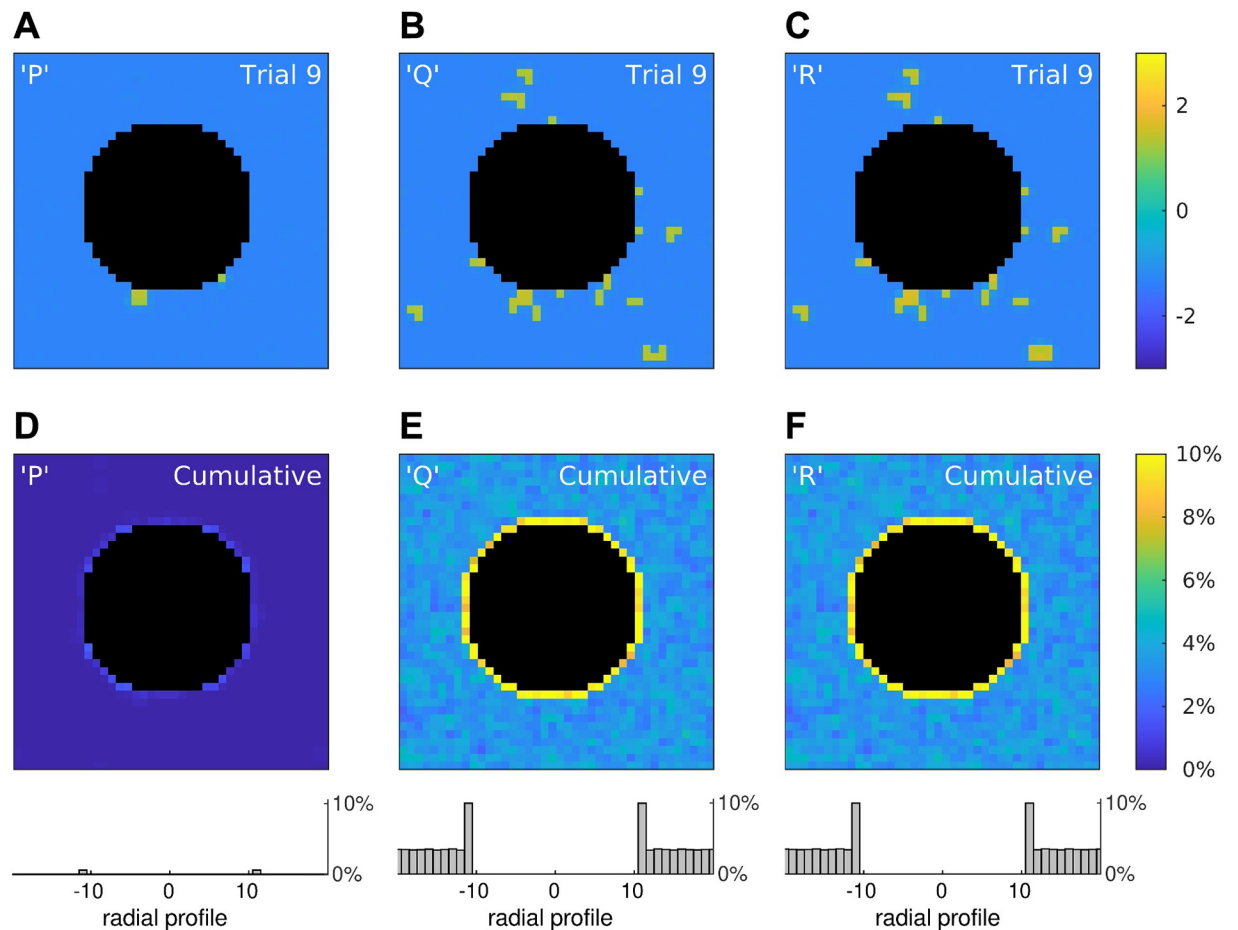 A B C
'P' Trial 9 'Q' Trial 9 'R' Trial 9
2
0
-2
D E F
'P' Cumulative 'Q' Cumulative 'R' Cumulative
10%
8%
6%
4%
2%
0%
10% 10% 10%
0% 0% 0%
-10 0 10 -10 0 10 -10 0 10
radial profile radial profile radial profile